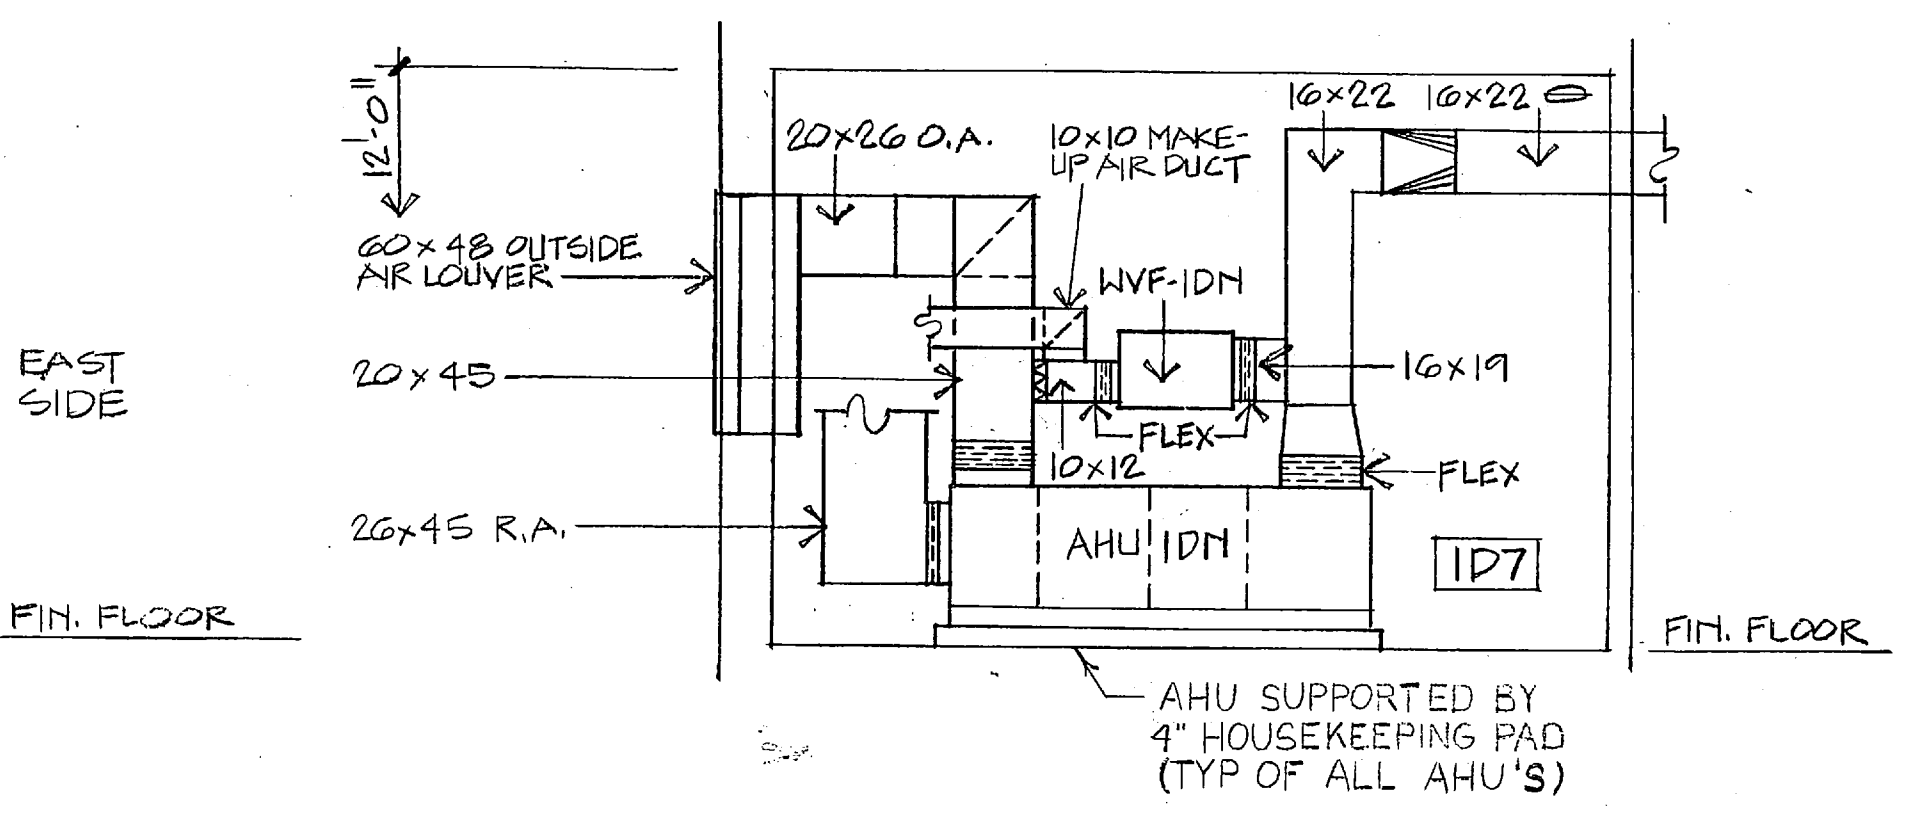 12'-0"
16x22
16x22 ⌀
20x26 O.A.
10x10 MAKE-
UP AIR DUCT
60x48 OUTSIDE
AIR LOUVER
WVF-1DN
EAST
SIDE
20x45
16x19
FLEX
10x12
FLEX
26x45 R.A.
AHU 1DN
1D7
FIN. FLOOR
FIN. FLOOR
AHU SUPPORTED BY
4" HOUSEKEEPING PAD
(TYP OF ALL AHU'S)